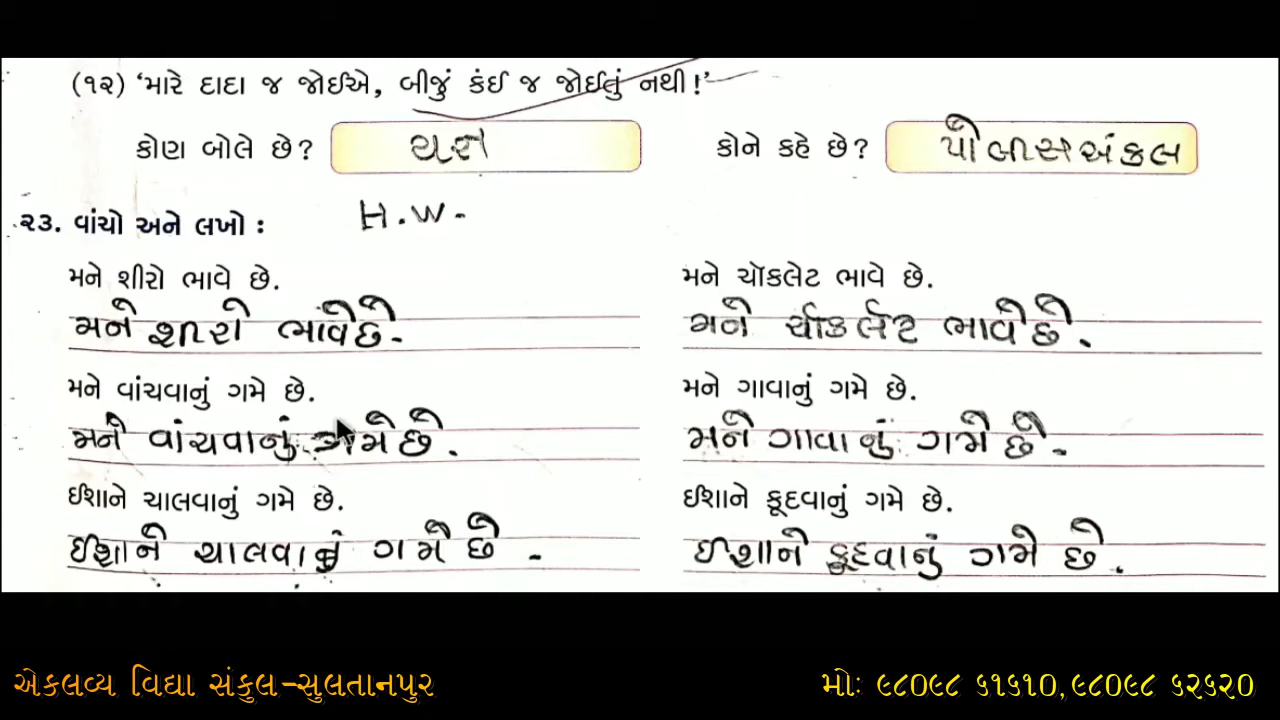 (૧૨) 'મારે દાદા જ જોઈએ, બીજું કંઈ જ જોઈતું નથી!'
કોણ બોલે છે? યશ કોને કહે છે? પોલીસઅંકલ
૨૩. વાંચો અને લખો : H.W.
મને શીરો ભાવે છે. મને ચૉકલેટ ભાવે છે.
મને શીરો ભાવેછે. મને ચૉકલેટ ભાવેછે.
મને વાંચવાનું ગમે છે. મને ગાવાનું ગમે છે.
મને વાંચવાનું ગમેછે. મને ગાવાનું ગમેછે.
ઈશાને ચાલવાનું ગમે છે. ઈશાને કૂદવાનું ગમે છે.
ઈશાને ચાલવાનું ગમે છે. ઈશાને કૂદવાનું ગમે છે.
એકલવ્ય વિદ્યા સંકુલ-સુલતાનપુર મોઃ ૯૮૦૯૮ ૬૧૬૧૦,૯૮૦૯૮ ૬૨૬૨૦